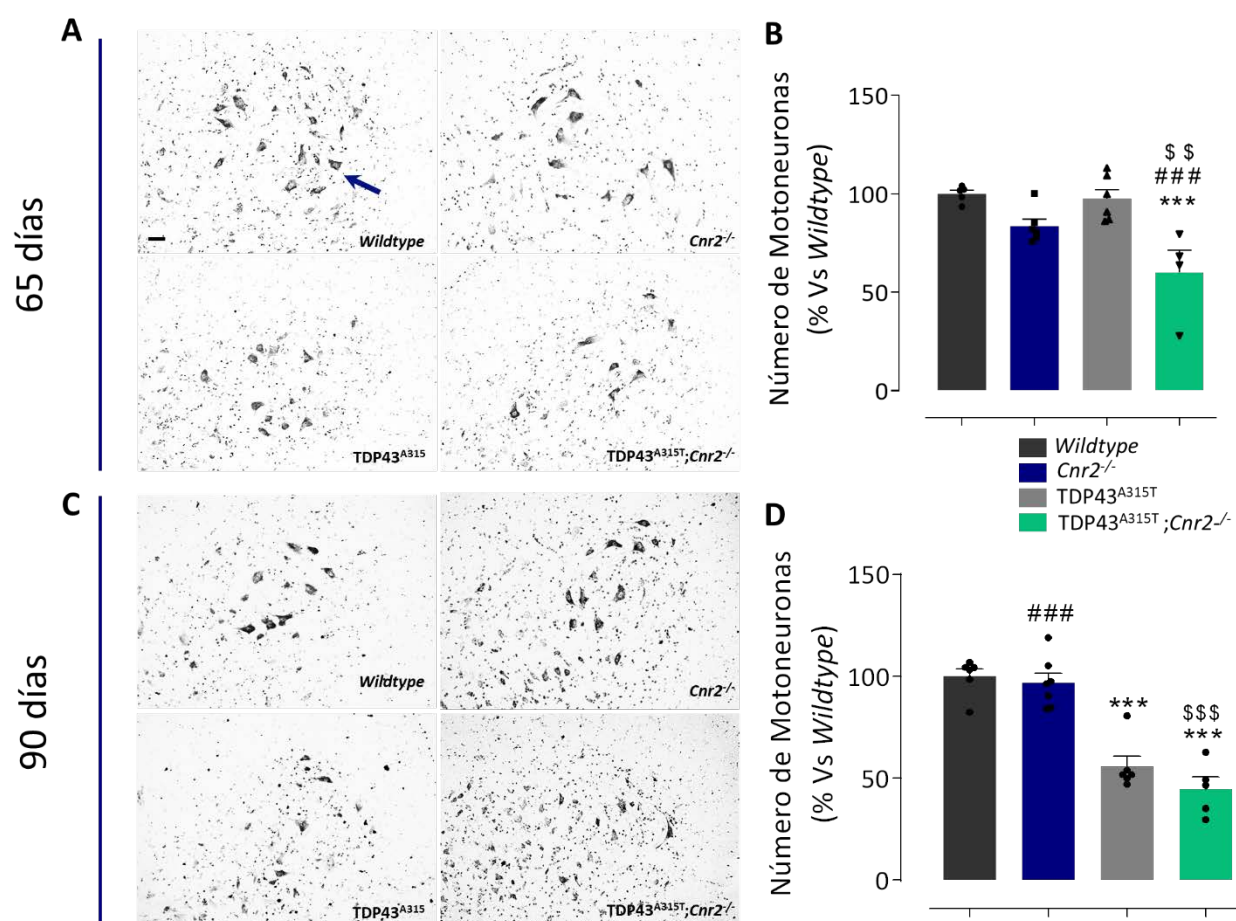 A
65 días
Wildtype
Cnr2-/-
TDP43A315
TDP43A315T;Cnr2-/-
B
Número de Motoneuronas
(% Vs Wildtype)
150
100
50
0
$ $
###
***
Wildtype
Cnr2-/-
TDP43A315T
TDP43A315T ;Cnr2-/-
C
90 días
Wildtype
Cnr2-/-
TDP43A315
TDP43A315T;Cnr2-/-
D
Número de Motoneuronas
(% Vs Wildtype)
150
100
50
0
###
***
$$$
***